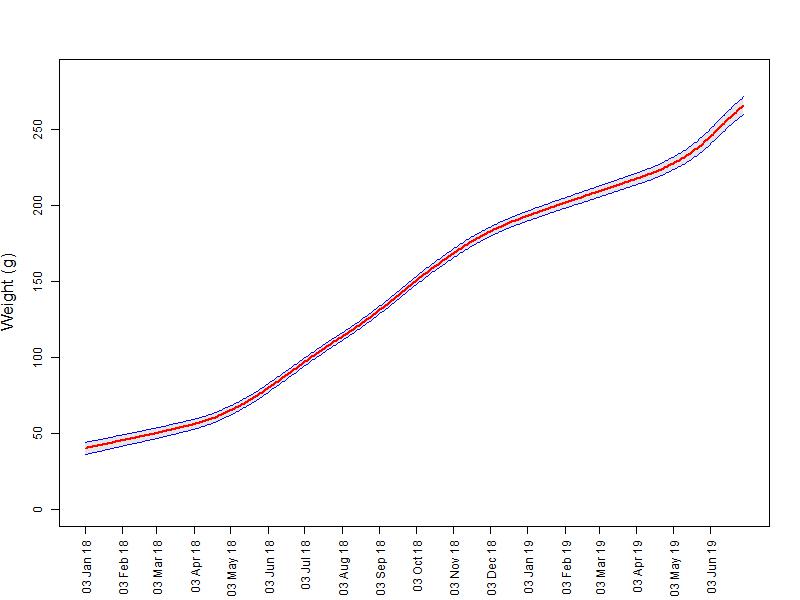 Weight (g)
250
200
150
100
50
0
03 Jan 18
03 Feb 18
03 Mar 18
03 Apr 18
03 May 18
03 Jun 18
03 Jul 18
03 Aug 18
03 Sep 18
03 Oct 18
03 Nov 18
03 Dec 18
03 Jan 19
03 Feb 19
03 Mar 19
03 Apr 19
03 May 19
03 Jun 19